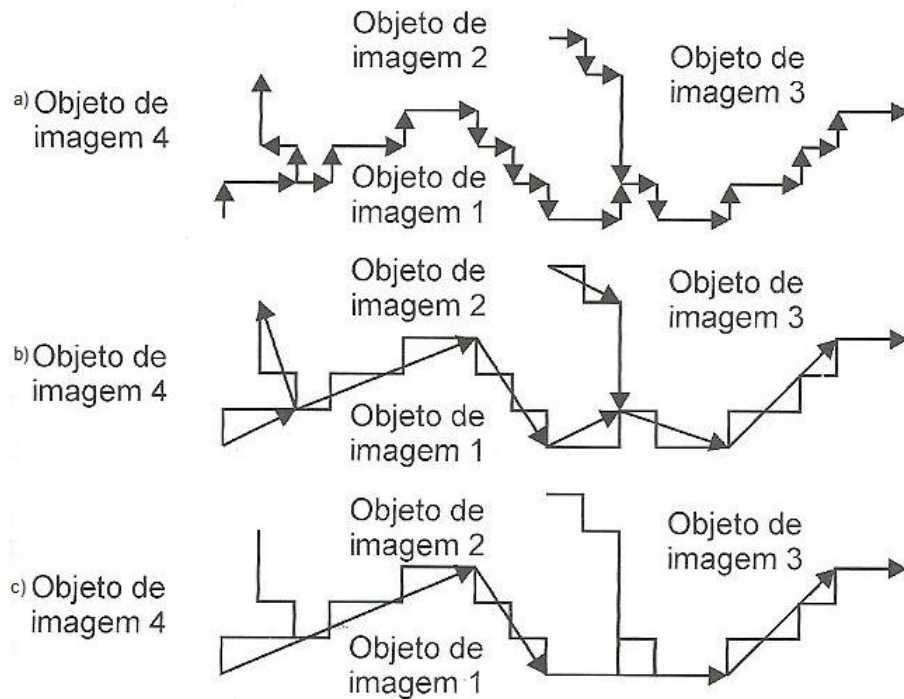 Objeto de
imagem 2
Objeto de
imagem 3
a) Objeto de
imagem 4
Objeto de
imagem 1
Objeto de
imagem 2
Objeto de
imagem 3
b) Objeto de
imagem 4
Objeto de
imagem 1
Objeto de
imagem 2
Objeto de
imagem 3
c) Objeto de
imagem 4
Objeto de
imagem 1